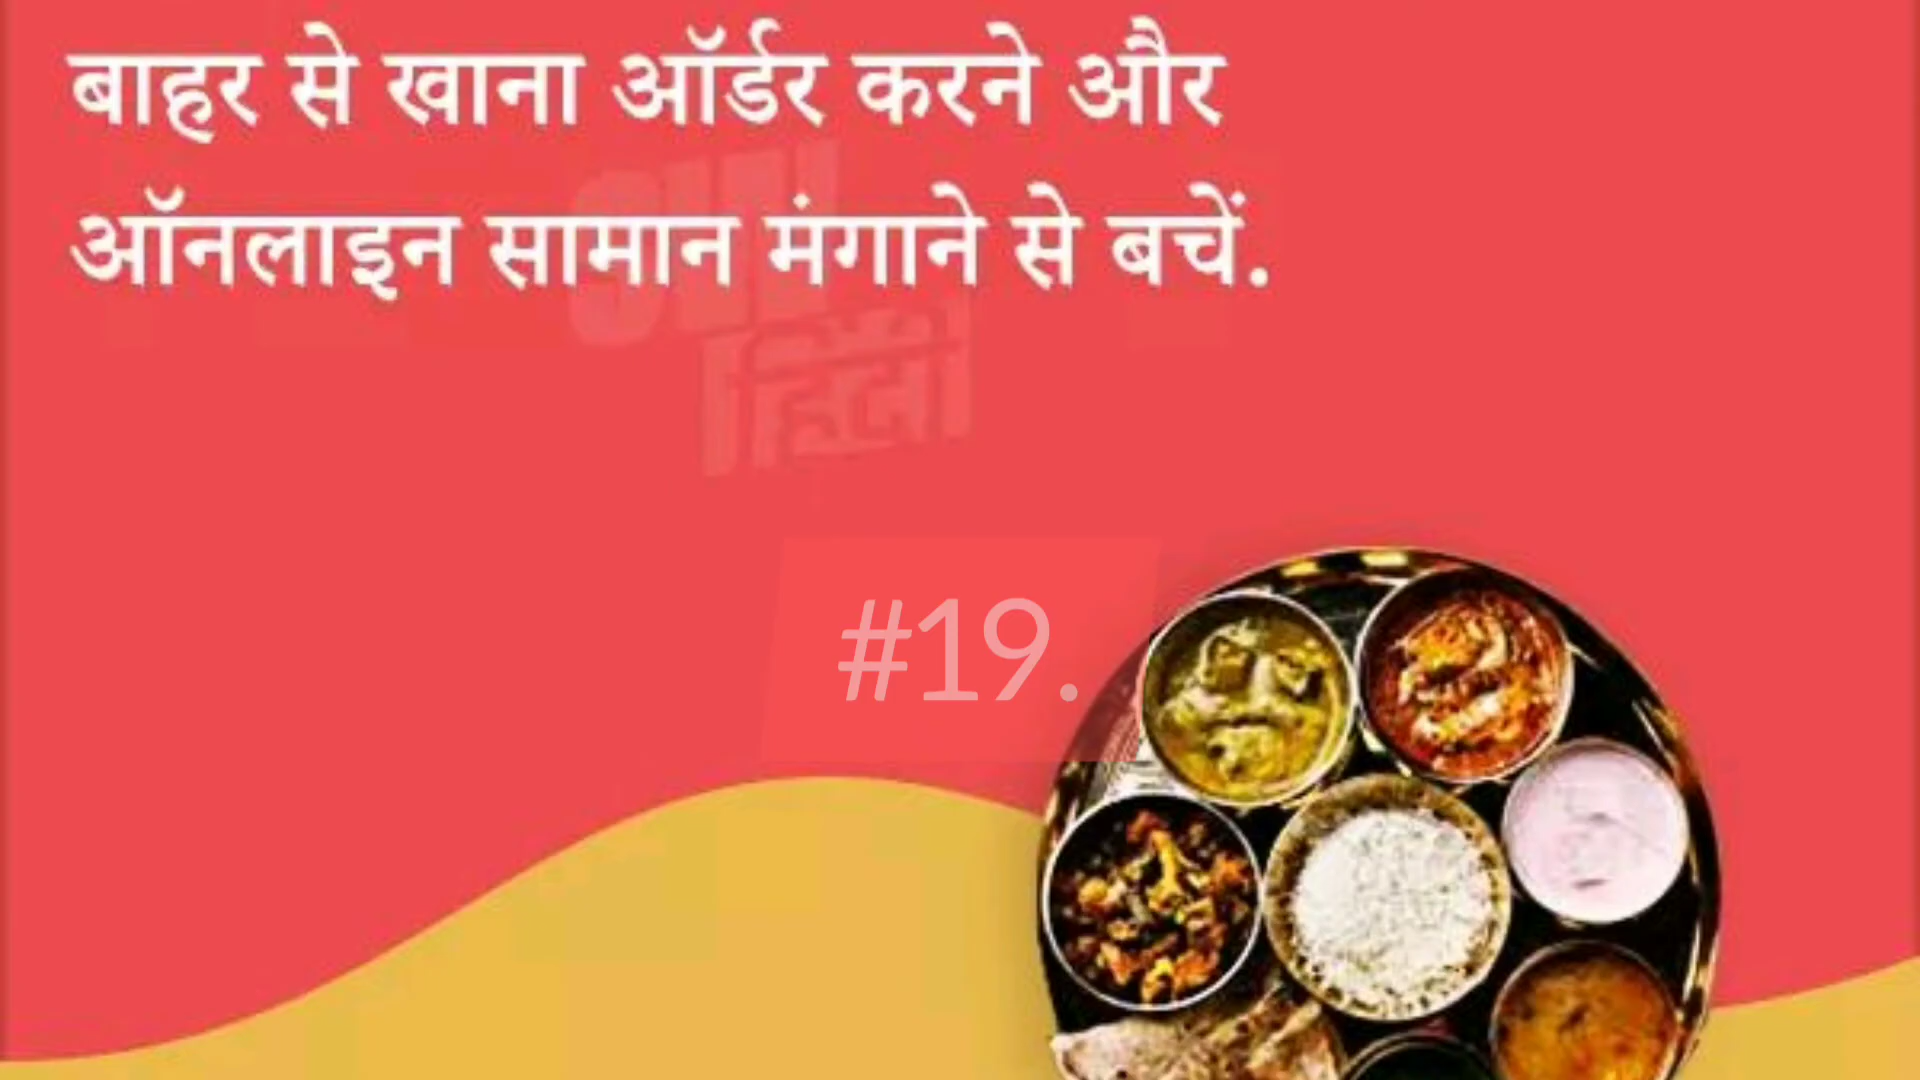 बाहर से खाना ऑर्डर करने और
ऑनलाइन सामान मंगाने से बचें.
#19.